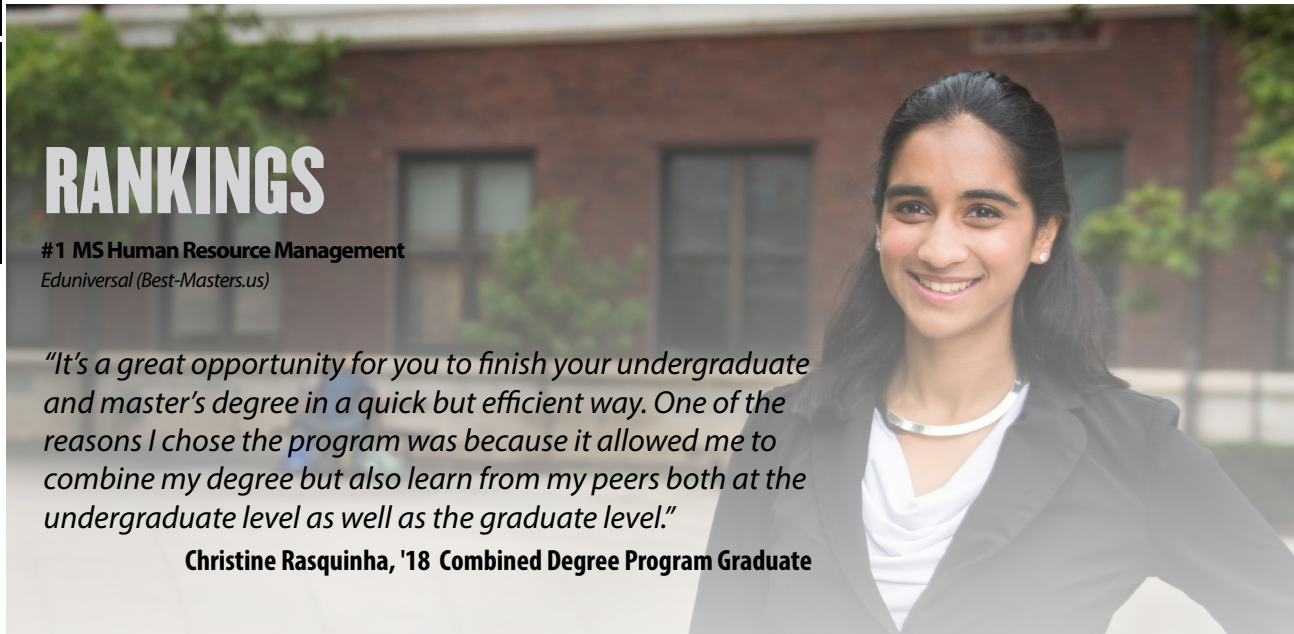 RANKINGS
#1 MS Human Resource Management
Eduniversal (Best-Masters.us)
“It’s a great opportunity for you to finish your undergraduate
and master’s degree in a quick but efficient way. One of the
reasons I chose the program was because it allowed me to
combine my degree but also learn from my peers both at the
undergraduate level as well as the graduate level.”
Christine Rasquinha, '18 Combined Degree Program Graduate